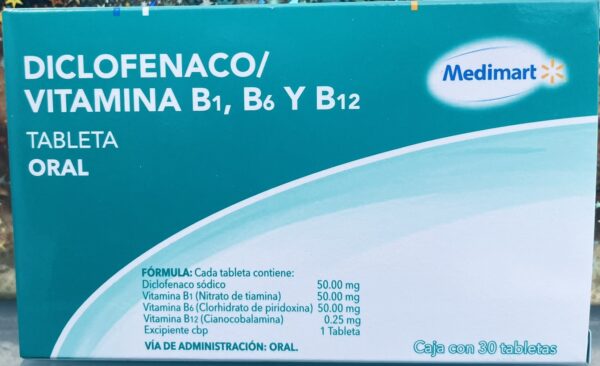 DICLOFENACO/
VITAMINA B1, B6 Y B12
TABLETA
ORAL
Medimart
FÓRMULA: Cada tableta contiene:
Diclofenaco sódico 50.00 mg
Vitamina B1 (Nitrato de tiamina) 50.00 mg
Vitamina B6 (Clorhidrato de piridoxina) 50.00 mg
Vitamina B12 (Cianocobalamina) 0.25 mg
Excipiente cbp 1 Tableta
VÍA DE ADMINISTRACIÓN: ORAL.
Caja con 30 tabletas